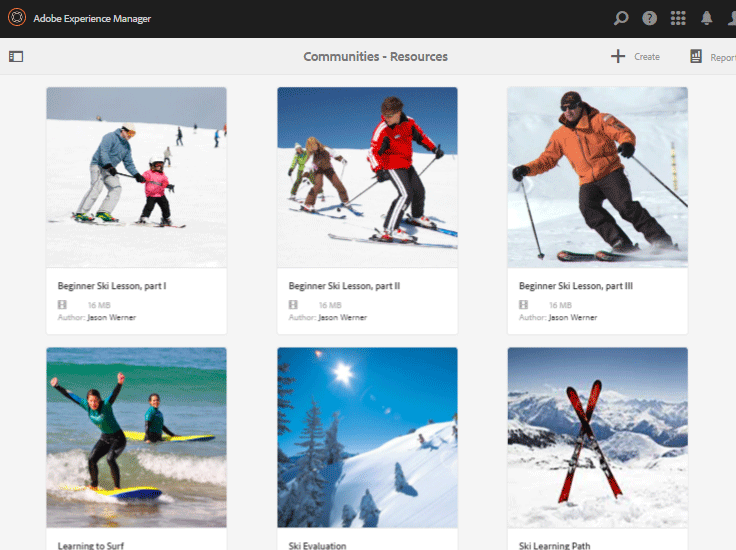 Adobe Experience Manager
Communities - Resources
Create
Report
Beginner Ski Lesson, part I
16 MB
Author: Jason Werner
Beginner Ski Lesson, part II
16 MB
Author: Jason Werner
Beginner Ski Lesson, part III
16 MB
Author: Jason Werner
Learning to Surf
Ski Evaluation
Ski Learning Path